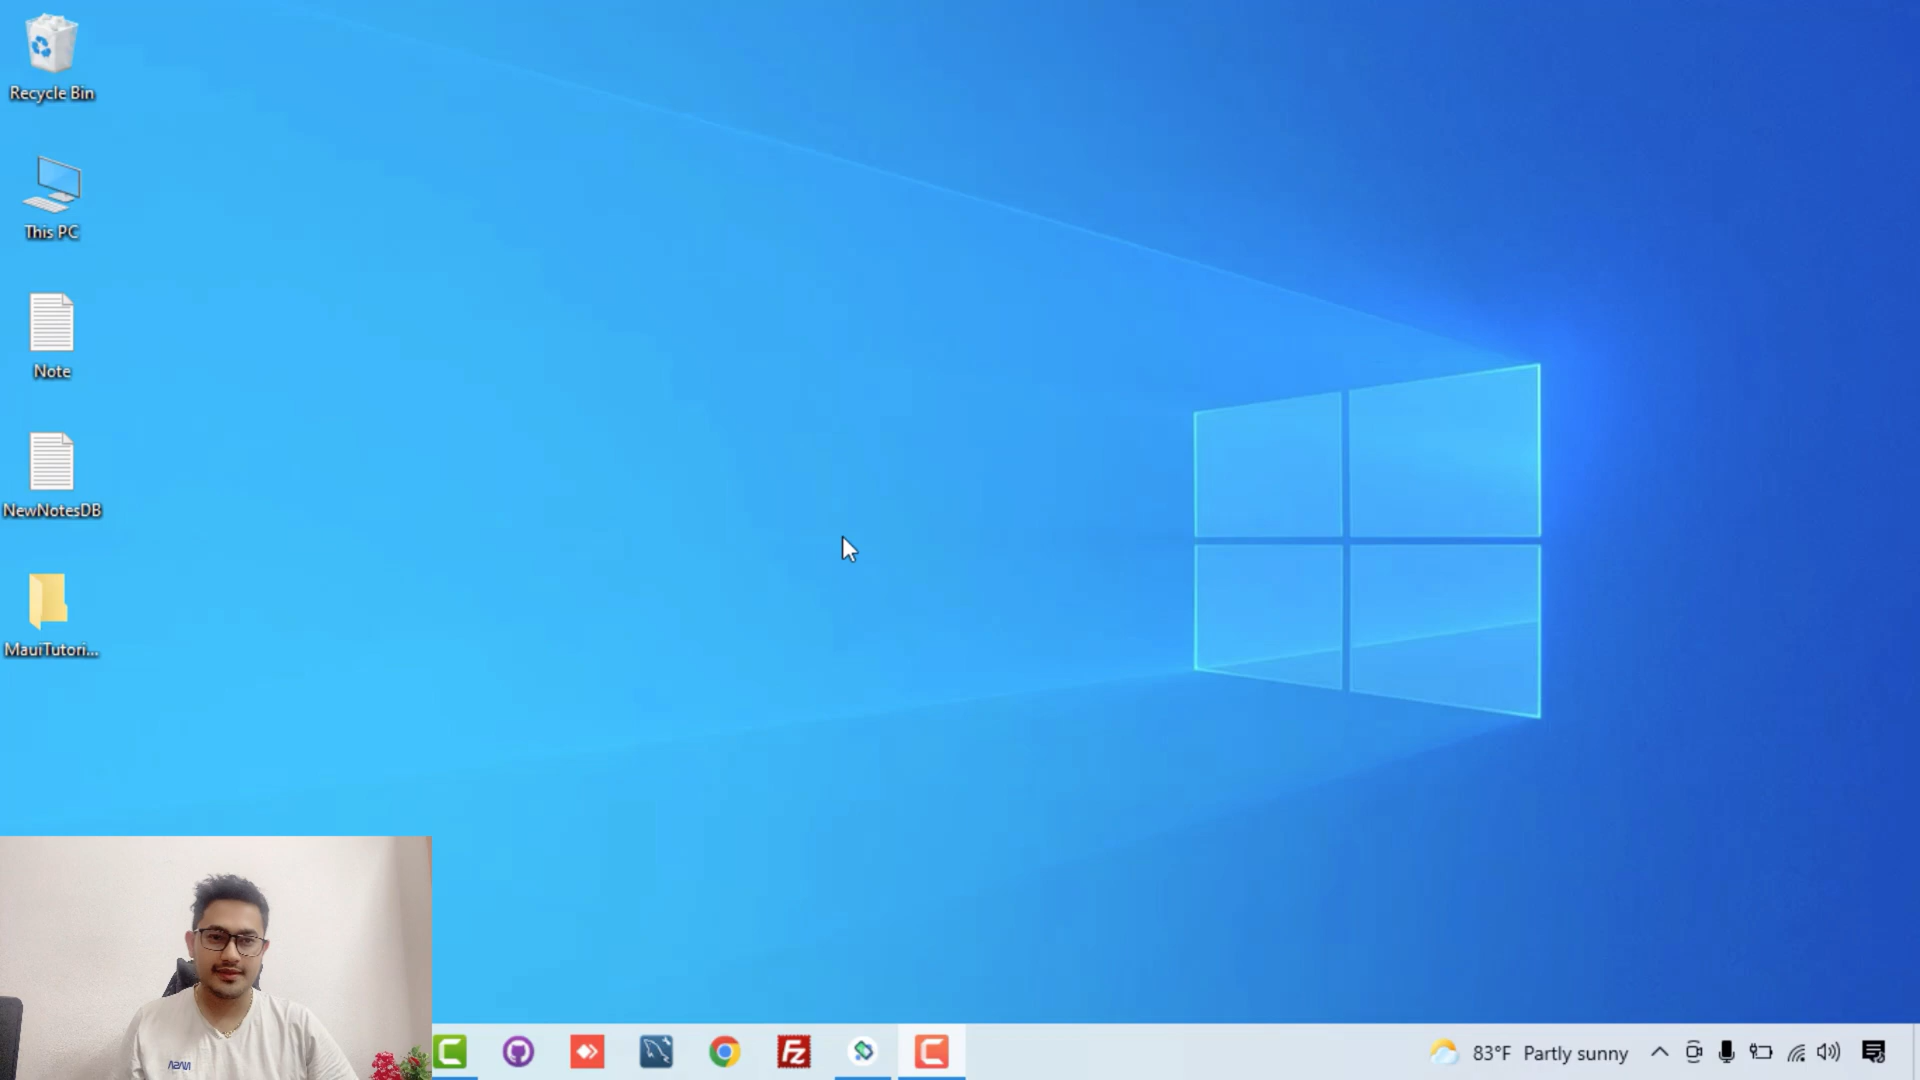 Recycle Bin
This PC
Note
NewNotesDB
MauiTutori...
83°F Partly sunny